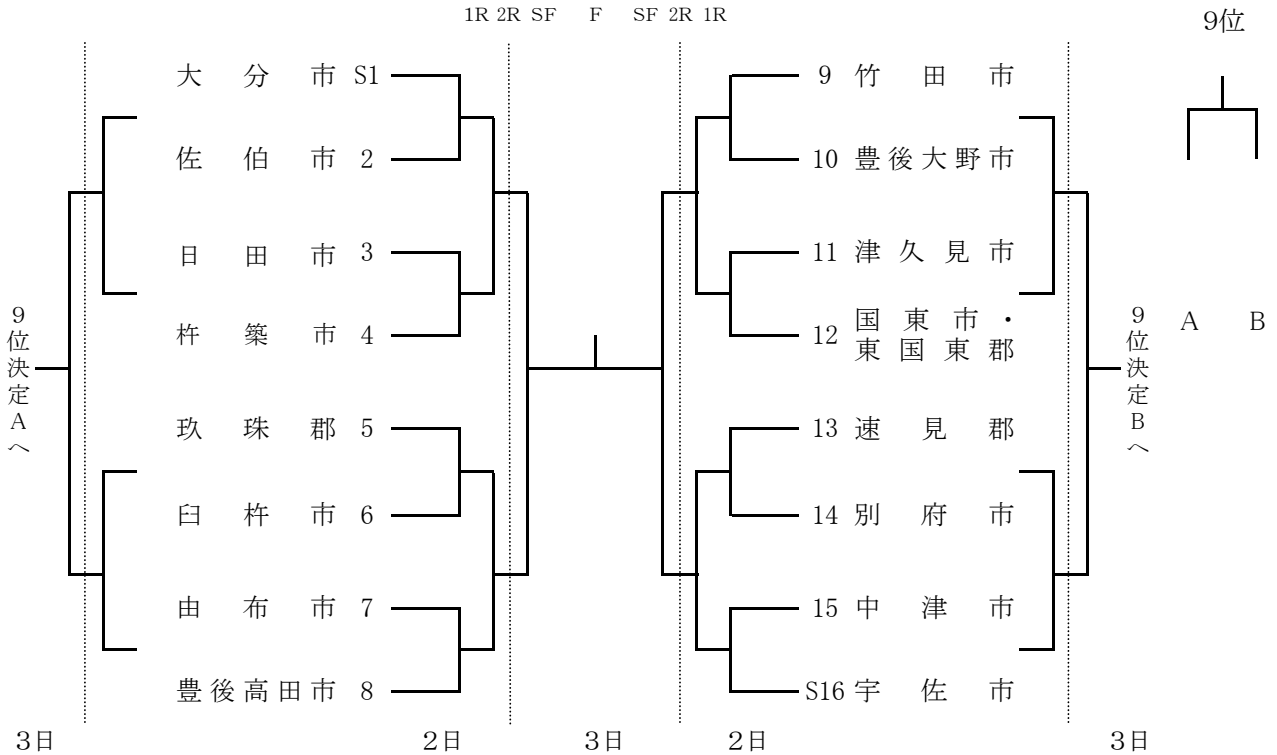 1R 2R SF F SF 2R 1R
9位
大分市 S1
佐伯市 2
日田市 3
杵築市 4
玖珠郡 5
臼杵市 6
由布市 7
豊後高田市 8
9 竹田市
10 豊後大野市
11 津久見市
12 国東市・
東国東郡
13 速見郡
14 別府市
15 中津市
S16 宇佐市
9位決定Aへ
9位決定Bへ
A B
3日 2日 3日 2日 3日